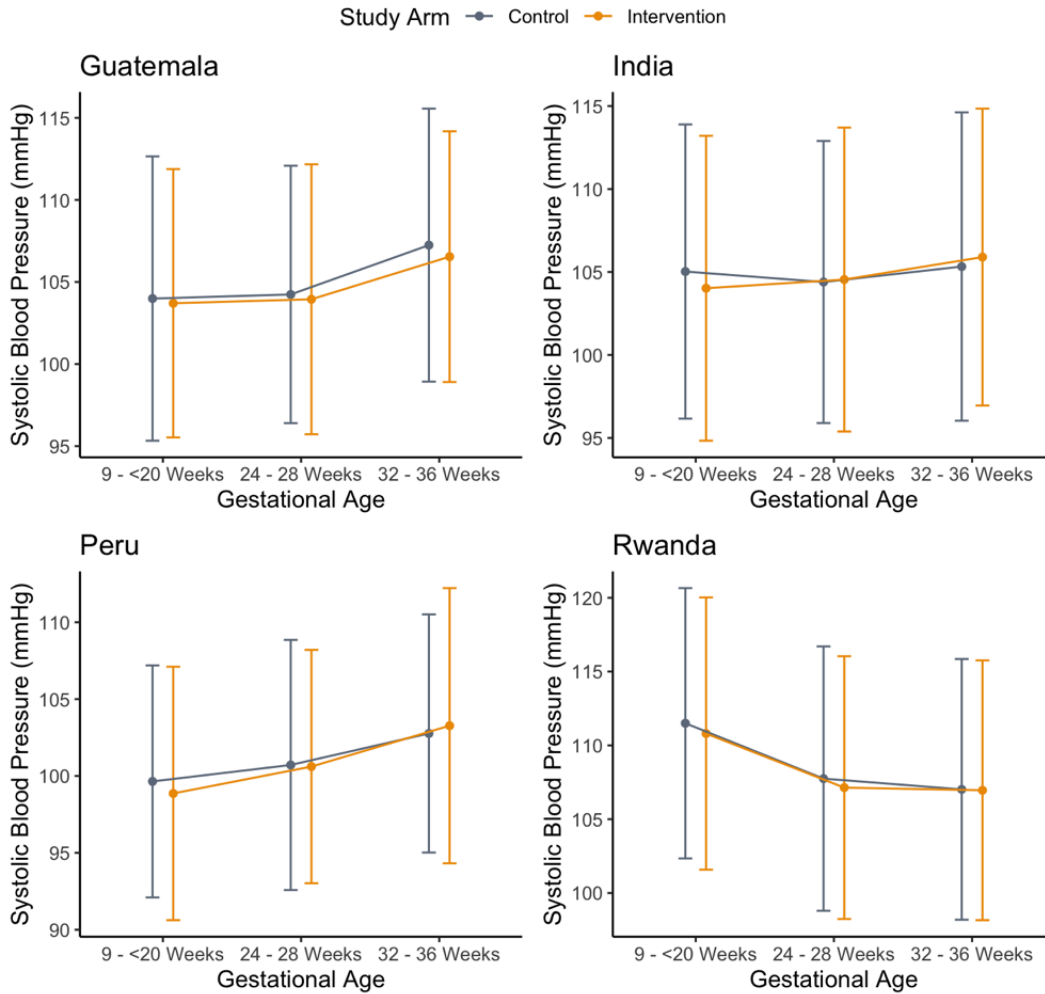 Study Arm Control Intervention
Guatemala
Systolic Blood Pressure (mmHg)
115
110
105
100
95
9 - <20 Weeks 24 - 28 Weeks 32 - 36 Weeks
Gestational Age
India
Systolic Blood Pressure (mmHg)
115
110
105
100
95
9 - <20 Weeks 24 - 28 Weeks 32 - 36 Weeks
Gestational Age
Peru
Systolic Blood Pressure (mmHg)
110
105
100
95
90
9 - <20 Weeks 24 - 28 Weeks 32 - 36 Weeks
Gestational Age
Rwanda
Systolic Blood Pressure (mmHg)
120
115
110
105
100
9 - <20 Weeks 24 - 28 Weeks 32 - 36 Weeks
Gestational Age